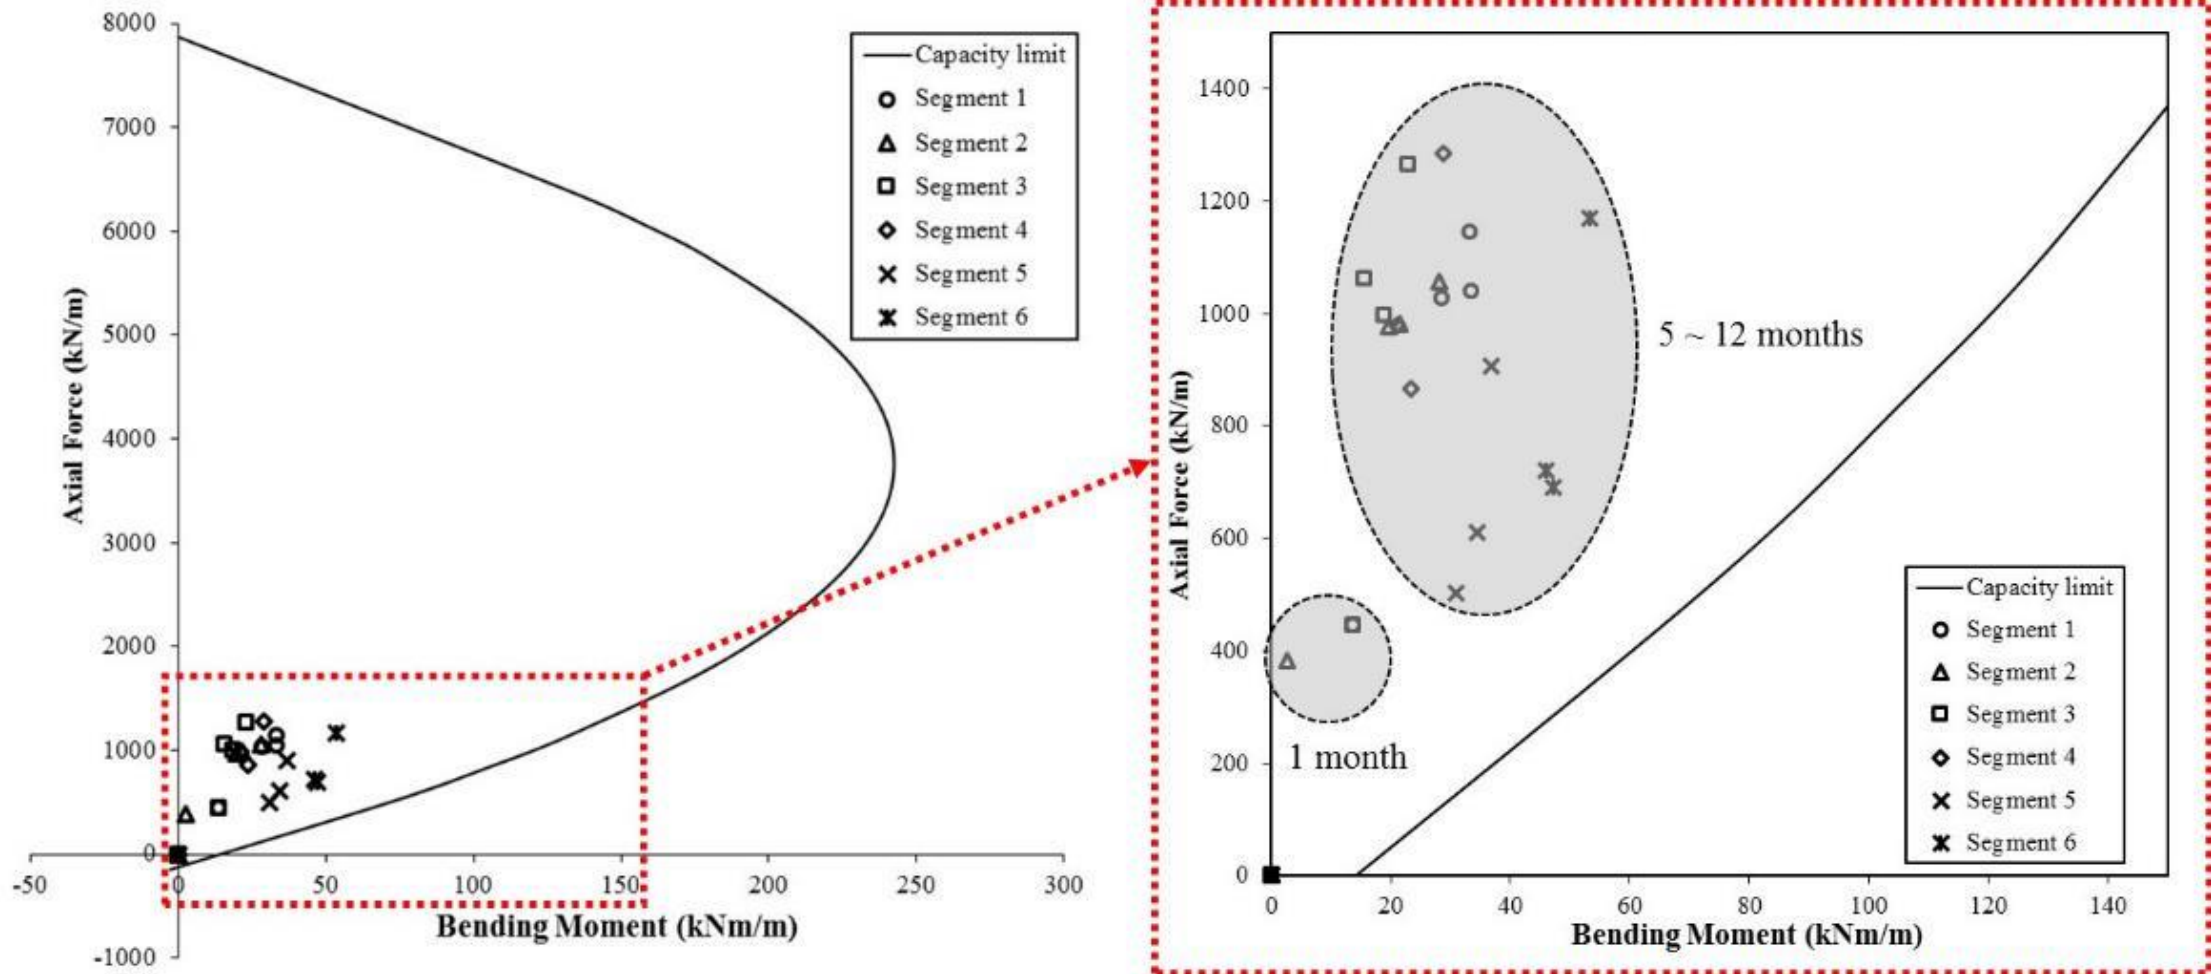 8000
7000
6000
5000
4000
3000
2000
1000
0
-1000
-50
0
50
100
150
200
250
300
Axial Force (kN/m)
Bending Moment (kNm/m)
Capacity limit
Segment 1
Segment 2
Segment 3
Segment 4
Segment 5
Segment 6
1400
1200
1000
800
600
400
200
0
0
20
40
60
80
100
120
140
Axial Force (kN/m)
Bending Moment (kNm/m)
5 ~ 12 months
1 month
Capacity limit
Segment 1
Segment 2
Segment 3
Segment 4
Segment 5
Segment 6